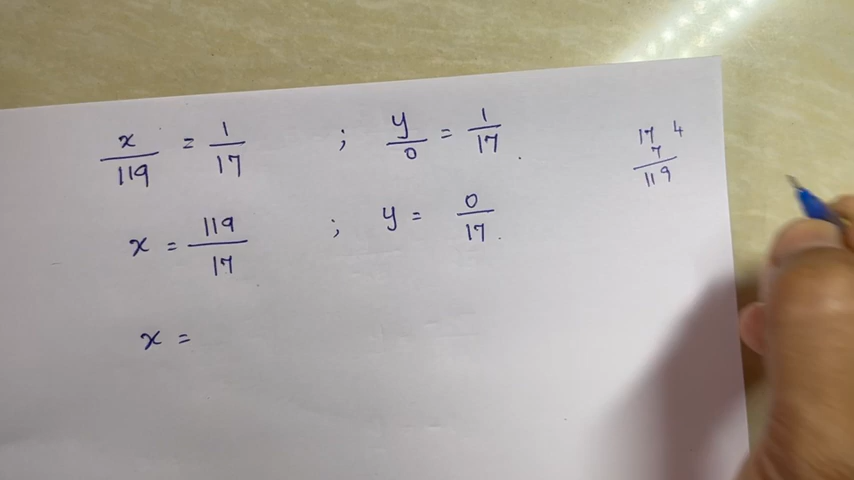 x/119 = 1/17 ; y/0 = 1/17.
x = 119/17 ; y = 0/17.
x =
17 4
7
119